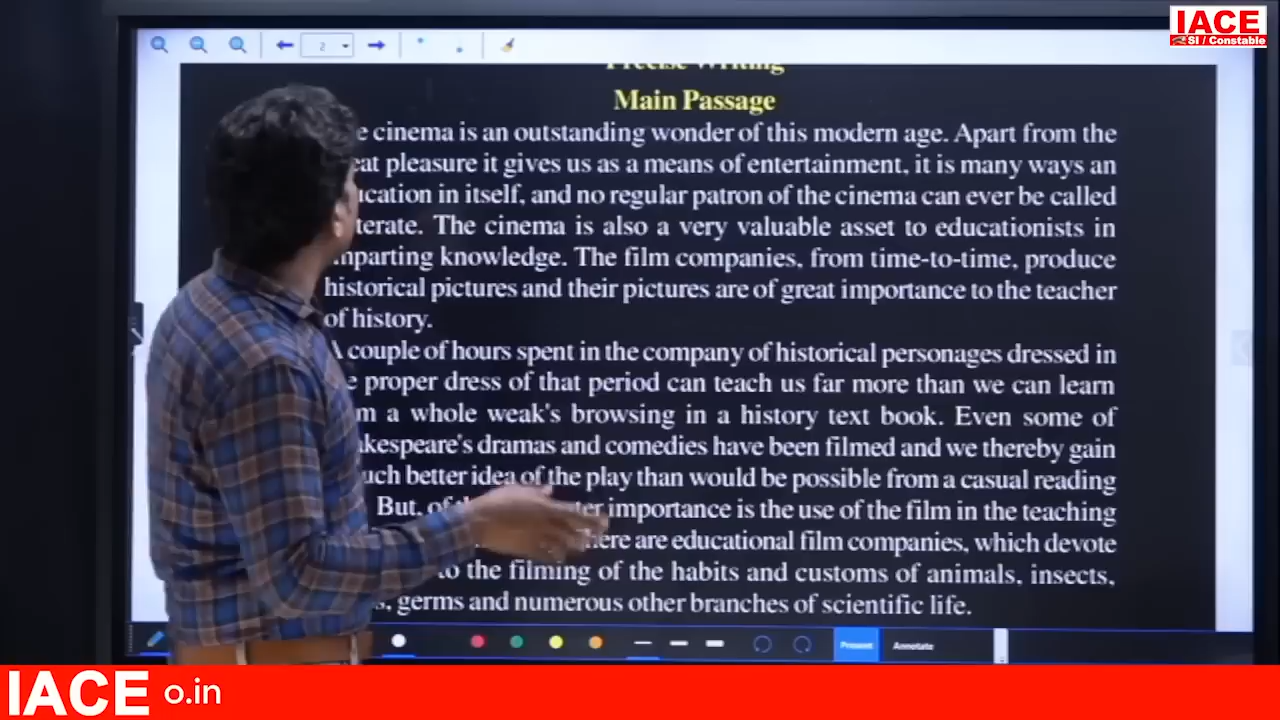 IACE
SI / Constable
2
Precise Writing
Main Passage
cinema is an outstanding wonder of this modern age. Apart from the
pleasure it gives us as a means of entertainment, it is many ways an
in itself, and no regular patron of the cinema can ever be called
The cinema is also a very valuable asset to educationists in
imparting knowledge. The film companies, from time-to-time, produce
historical pictures and their pictures are of great importance to the teacher
of history.
A couple of hours spent in the company of historical personages dressed in
proper dress of that period can teach us far more than we can learn
a whole weak's browsing in a history text book. Even some of
dramas and comedies have been filmed and we thereby gain
better idea of the play than would be possible from a casual reading
But, of importance is the use of the film in the teaching
there are educational film companies, which devote
to the filming of the habits and customs of animals, insects,
germs and numerous other branches of scientific life.
Present
Annotate
IACE o.in